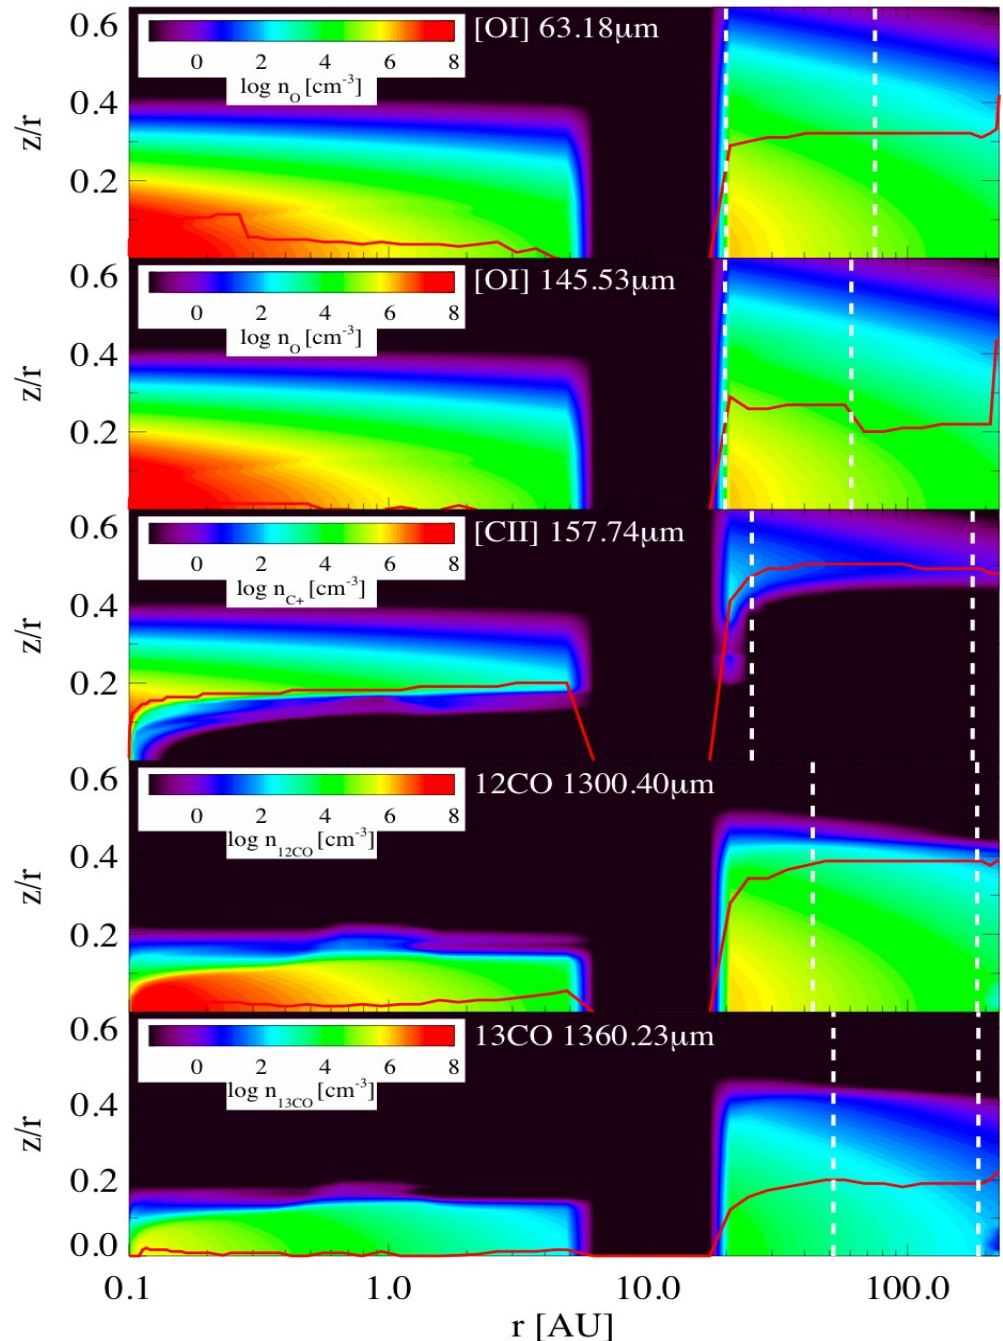 [OI] 63.18μm
0 2 4 6 8
log n_O [cm⁻³]
0.6
0.4
0.2
z/r
[OI] 145.53μm
0 2 4 6 8
log n_O [cm⁻³]
0.6
0.4
0.2
z/r
[CII] 157.74μm
0 2 4 6 8
log n_C+ [cm⁻³]
0.6
0.4
0.2
z/r
12CO 1300.40μm
0 2 4 6 8
log n_12CO [cm⁻³]
0.6
0.4
0.2
z/r
13CO 1360.23μm
0 2 4 6 8
log n_13CO [cm⁻³]
0.6
0.4
0.2
0.0
z/r
0.1 1.0 10.0 100.0
r [AU]